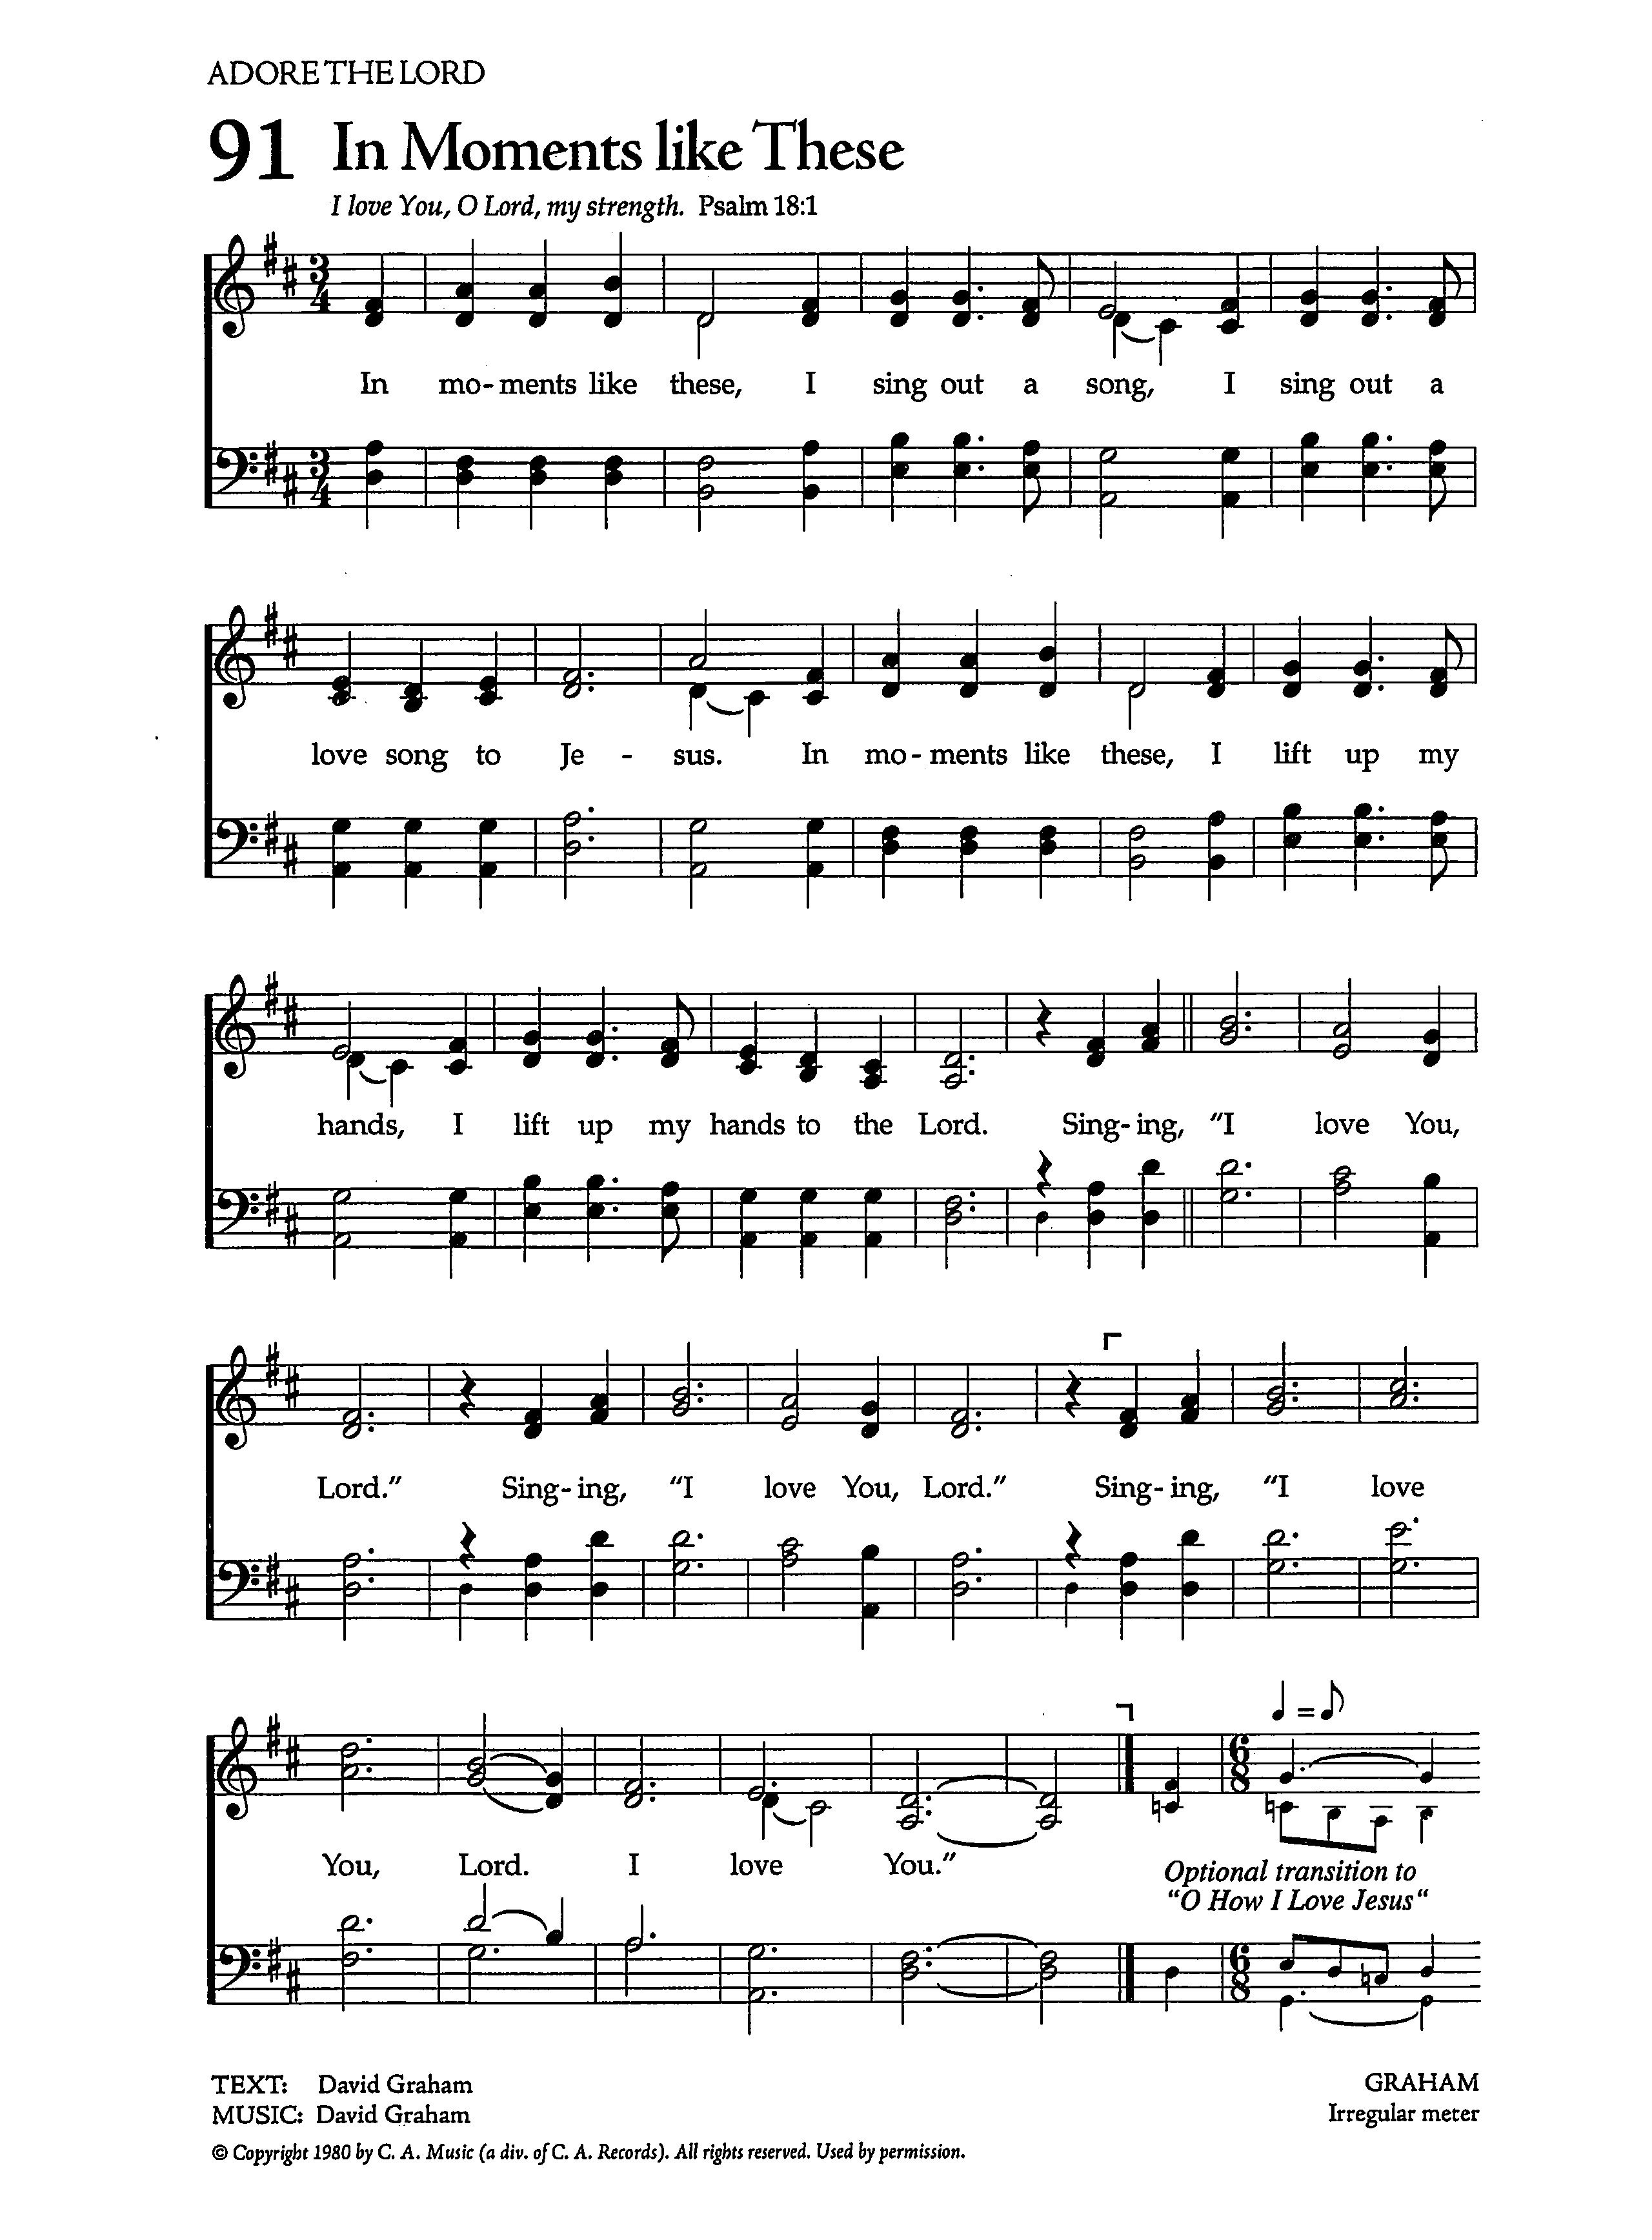 ADORE THE LORD
91 In Moments like These
I love You, O Lord, my strength. Psalm 18:1
In mo - ments like these, I sing out a song, I sing out a
love song to Je - sus. In mo - ments like these, I lift up my
hands, I lift up my hands to the Lord. Sing - ing, "I love You,
Lord." Sing - ing, "I love You, Lord." Sing - ing, "I love
You, Lord. I love You."
Optional transition to
"O How I Love Jesus"
TEXT: David Graham
MUSIC: David Graham
GRAHAM
Irregular meter
© Copyright 1980 by C. A. Music (a div. of C. A. Records). All rights reserved. Used by permission.